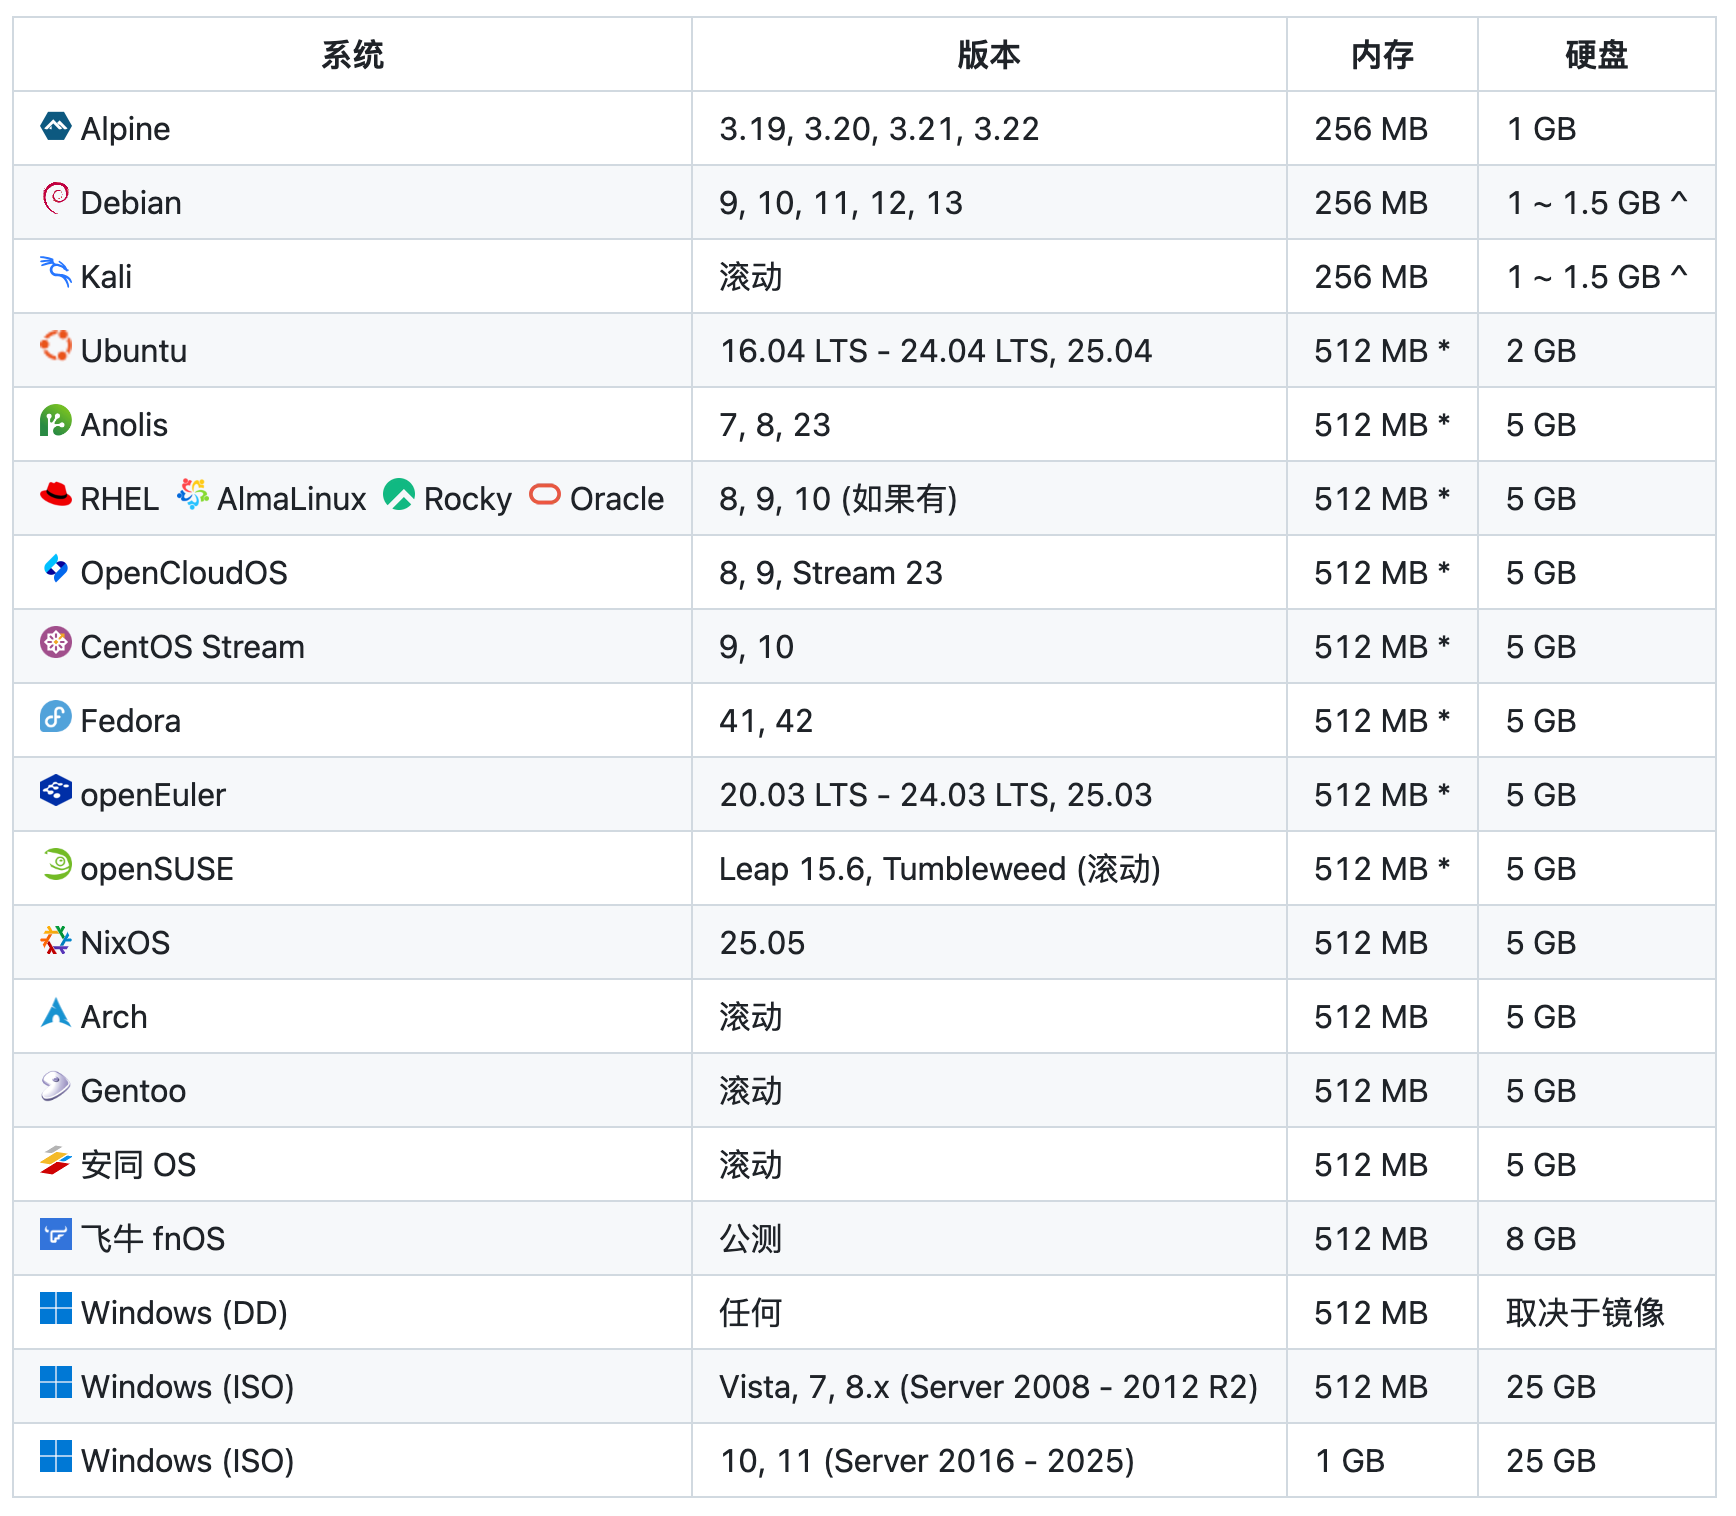 系统 版本 内存 硬盘
Alpine 3.19, 3.20, 3.21, 3.22 256 MB 1 GB
Debian 9, 10, 11, 12, 13 256 MB 1 ~ 1.5 GB ^
Kali 滚动 256 MB 1 ~ 1.5 GB ^
Ubuntu 16.04 LTS - 24.04 LTS, 25.04 512 MB * 2 GB
Anolis 7, 8, 23 512 MB * 5 GB
RHEL AlmaLinux Rocky Oracle 8, 9, 10 (如果有) 512 MB * 5 GB
OpenCloudOS 8, 9, Stream 23 512 MB * 5 GB
CentOS Stream 9, 10 512 MB * 5 GB
Fedora 41, 42 512 MB * 5 GB
openEuler 20.03 LTS - 24.03 LTS, 25.03 512 MB * 5 GB
openSUSE Leap 15.6, Tumbleweed (滚动) 512 MB * 5 GB
NixOS 25.05 512 MB 5 GB
Arch 滚动 512 MB 5 GB
Gentoo 滚动 512 MB 5 GB
安同 OS 滚动 512 MB 5 GB
飞牛 fnOS 公测 512 MB 8 GB
Windows (DD) 任何 512 MB 取决于镜像
Windows (ISO) Vista, 7, 8.x (Server 2008 - 2012 R2) 512 MB 25 GB
Windows (ISO) 10, 11 (Server 2016 - 2025) 1 GB 25 GB